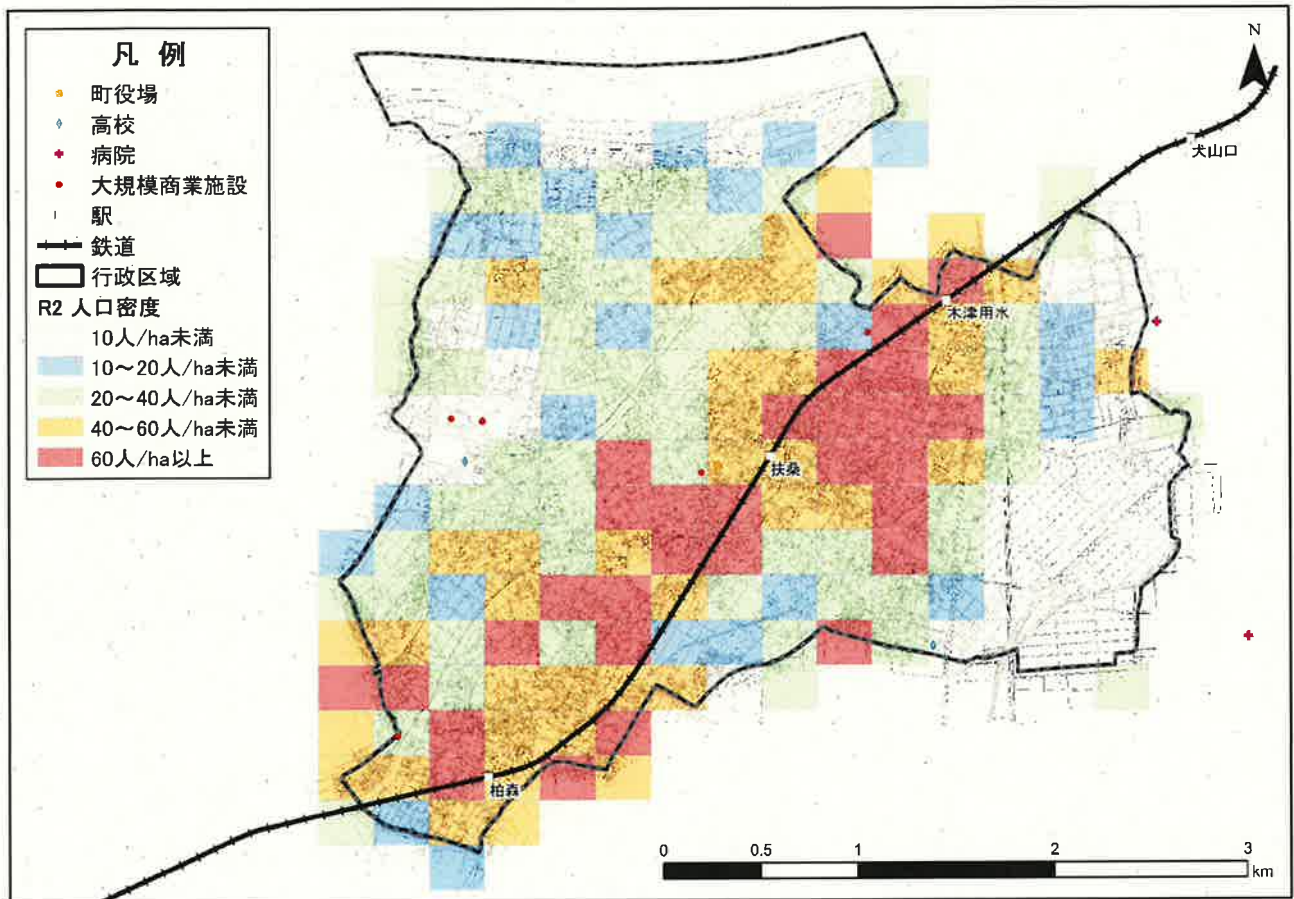 凡 例
町役場
高校
病院
大規模商業施設
駅
鉄道
行政区域
R2 人口密度
10人/ha未満
10～20人/ha未満
20～40人/ha未満
40～60人/ha未満
60人/ha以上
N
犬山口
木津用水
扶桑
柏森
0 0.5 1 2 3
km